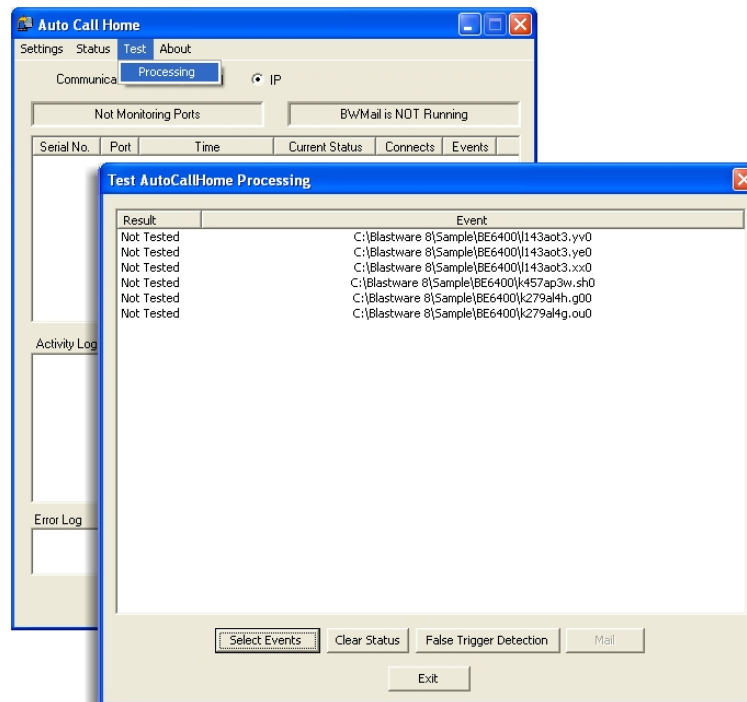 Auto Call Home
Settings Status Test About
Processing
Communica
IP
Not Monitoring Ports BWMail is NOT Running
Serial No. Port Time Current Status Connects Events
Test AutoCallHome Processing
Result Event
Not Tested C:\Blastware 8\Sample\BE6400\l143aot3.yv0
Not Tested C:\Blastware 8\Sample\BE6400\l143aot3.ye0
Not Tested C:\Blastware 8\Sample\BE6400\l143aot3.xx0
Not Tested C:\Blastware 8\Sample\BE6400\k457ap3w.sh0
Not Tested C:\Blastware 8\Sample\BE6400\k279al4h.g00
Not Tested C:\Blastware 8\Sample\BE6400\k279al4g.ou0
Activity Log
Error Log
Select Events Clear Status False Trigger Detection Mail
Exit